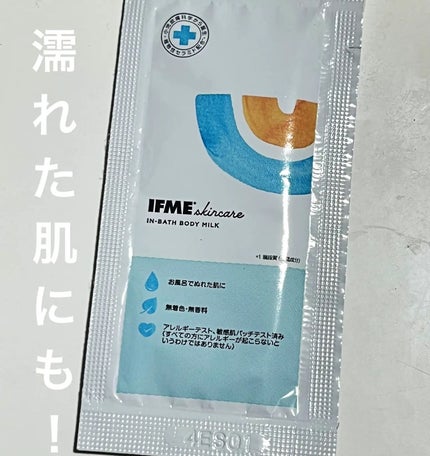 濡れた肌にも！
IFME® skincare
IN-BATH BODY MILK
お風呂でぬれた肌に
無着色・無香料
アレルギーテスト、敏感肌パッチテスト済み
(すべての方にアレルギーが起こらないと
いうわけではありません)